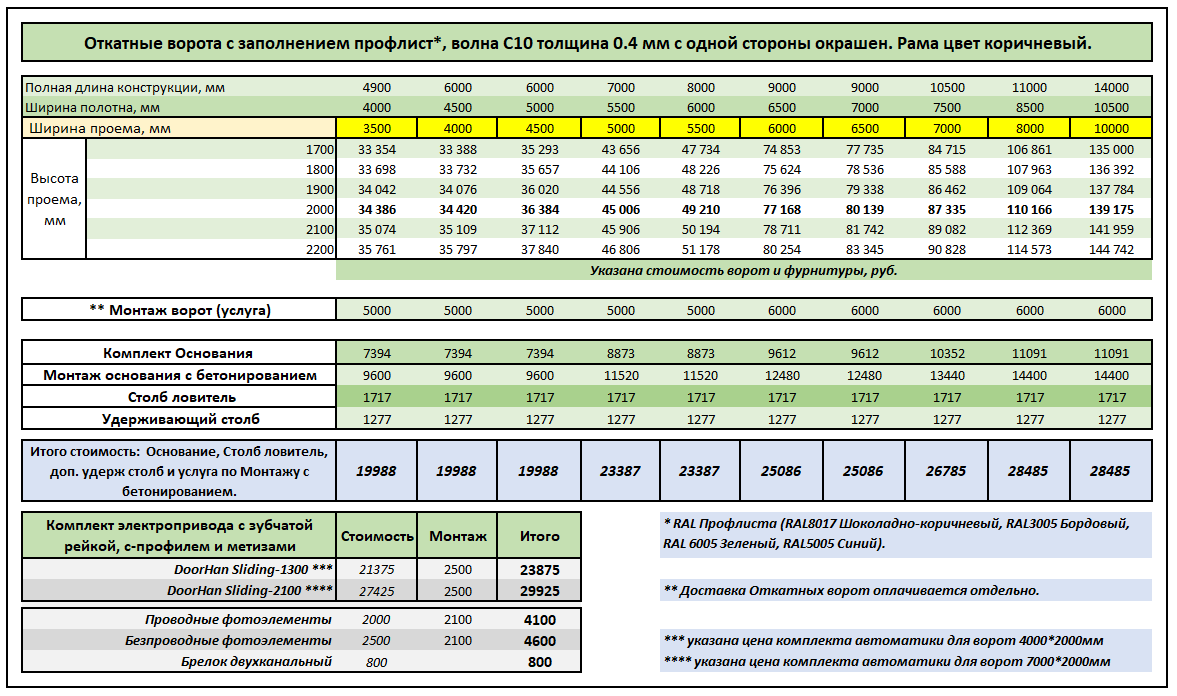 Откатные ворота с заполнением профлист*, волна С10 толщина 0.4 мм с одной стороны окрашен. Рама цвет коричневый.
Полная длина конструкции, мм 4900 6000 6000 7000 8000 9000 9000 10500 11000 14000
Ширина полотна, мм 4000 4500 5000 5500 6000 6500 7000 7500 8500 10500
Ширина проема, мм 3500 4000 4500 5000 5500 6000 6500 7000 8000 10000
Высота проема, мм
1700 33 354 33 388 35 293 43 656 47 734 74 853 77 735 84 715 106 861 135 000
1800 33 698 33 732 35 657 44 106 48 226 75 624 78 536 85 588 107 963 136 392
1900 34 042 34 076 36 020 44 556 48 718 76 396 79 338 86 462 109 064 137 784
2000 34 386 34 420 36 384 45 006 49 210 77 168 80 139 87 335 110 166 139 175
2100 35 074 35 109 37 112 45 906 50 194 78 711 81 742 89 082 112 369 141 959
2200 35 761 35 797 37 840 46 806 51 178 80 254 83 345 90 828 114 573 144 742
Указана стоимость ворот и фурнитуры, руб.
** Монтаж ворот (услуга) 5000 5000 5000 5000 5000 6000 6000 6000 6000 6000
Комплект Основания 7394 7394 7394 8873 8873 9612 9612 10352 11091 11091
Монтаж основания с бетонированием 9600 9600 9600 11520 11520 12480 12480 13440 14400 14400
Столб ловитель 1717 1717 1717 1717 1717 1717 1717 1717 1717 1717
Удерживающий столб 1277 1277 1277 1277 1277 1277 1277 1277 1277 1277
Итого стоимость: Основание, Столб ловитель,
доп. удерж столб и услуга по Монтажу с
бетонированием.
19988 19988 19988 23387 23387 25086 25086 26785 28485 28485
Комплект электропривода с зубчатой
рейкой, с-профилем и метизами
Стоимость Монтаж Итого
DoorHan Sliding-1300 *** 21375 2500 23875
DoorHan Sliding-2100 **** 27425 2500 29925
Проводные фотоэлементы 2000 2100 4100
Безпроводные фотоэлементы 2500 2100 4600
Брелок двухканальный 800 800
* RAL Профлиста (RAL8017 Шоколадно-коричневый, RAL3005 Бордовый,
RAL 6005 Зеленый, RAL5005 Синий).
** Доставка Откатных ворот оплачивается отдельно.
*** указана цена комплекта автоматики для ворот 4000*2000мм
**** указана цена комплекта автоматики для ворот 7000*2000мм